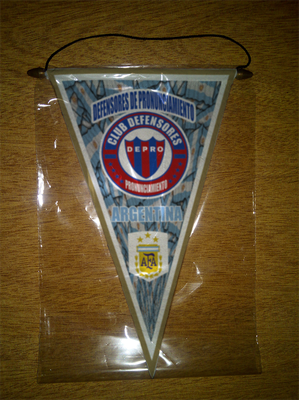 DEFENSORES DE PRONUNCIAMIENTO
CLUB DEFENSORES
DEPRO
PRONUNCIAMIENTO
ARGENTINA
AFA